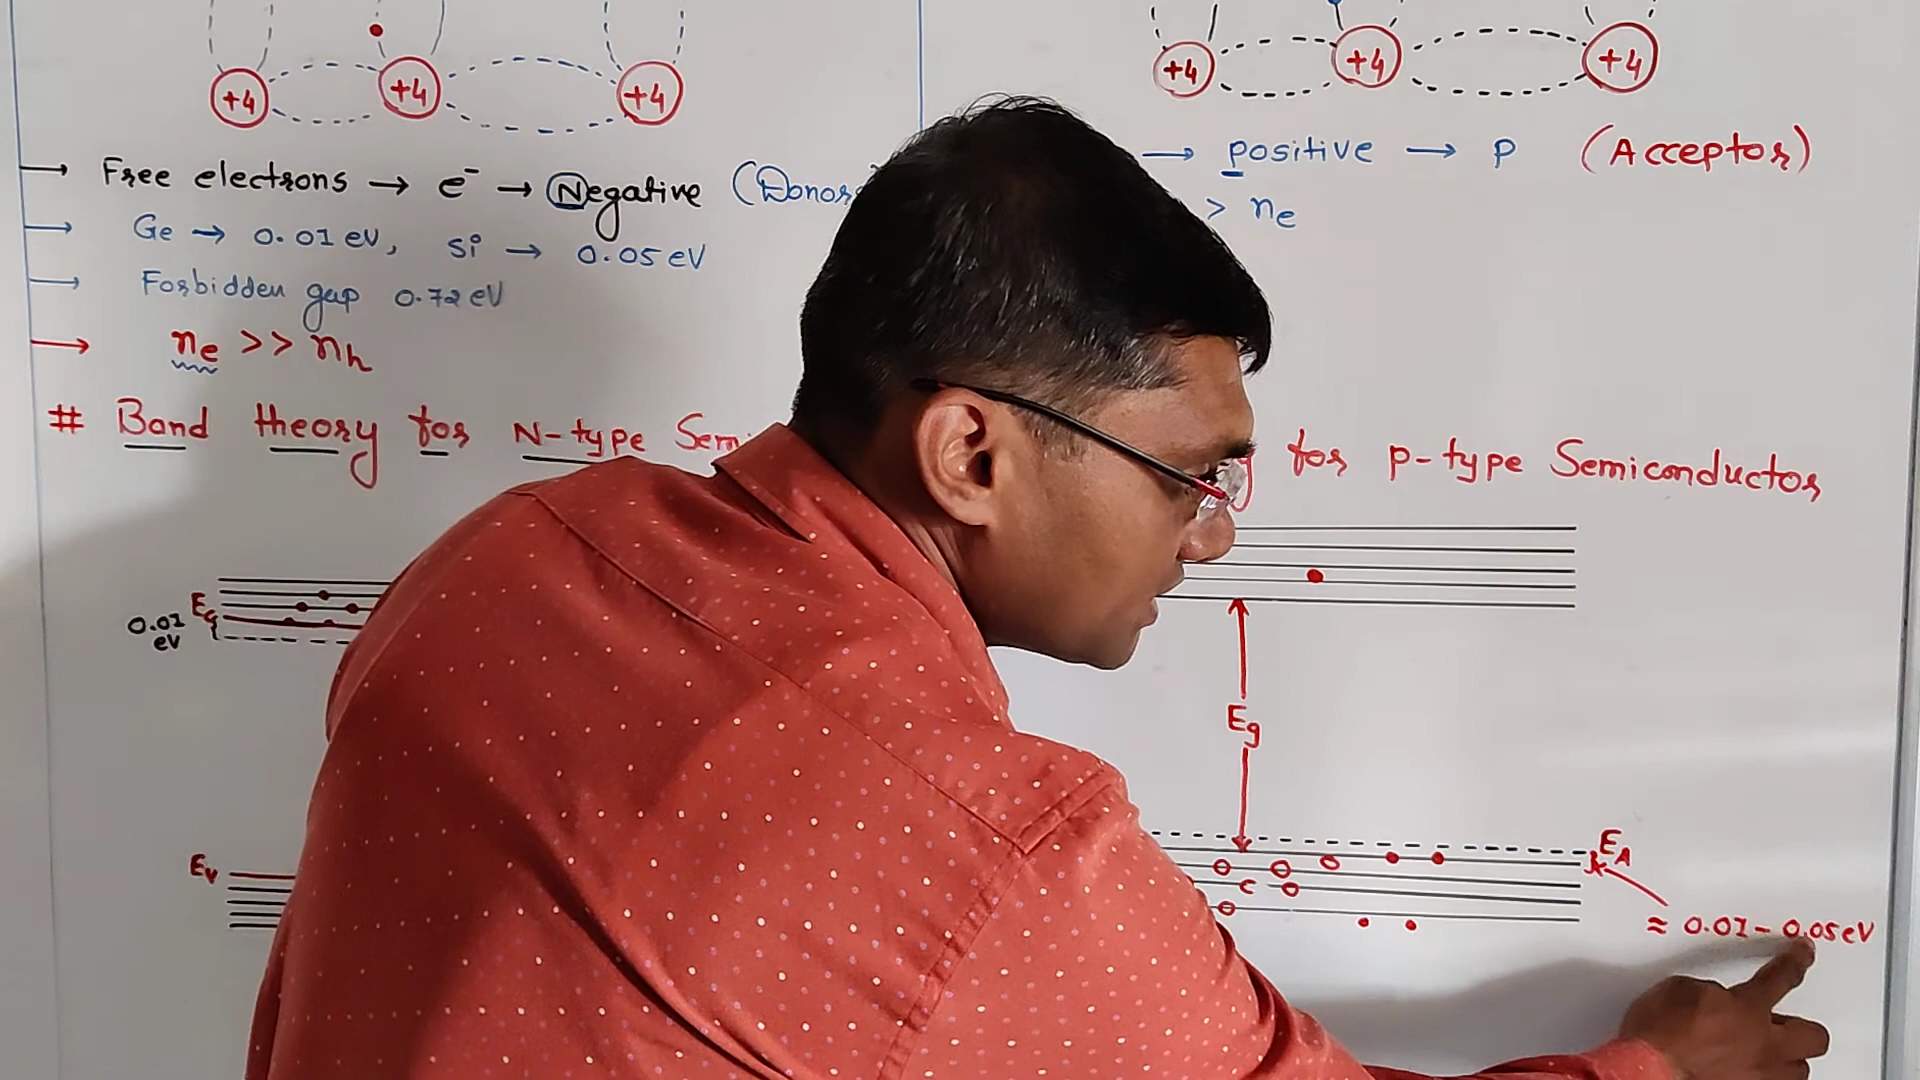 +4 +4 +4
→ Free electrons → e⁻ → Negative (Donor
→ Ge → 0.01 eV, Si → 0.05 eV
→ Forbidden gap 0.72 eV
→ ne >> nh
# Band theory for N-type Sem
Ec
0.01 eV
Ev
+4 +4 +4
→ positive → P (Acceptor)
> ne
for p-type Semiconductor
Eg
EA
≈ 0.01 - 0.05 eV